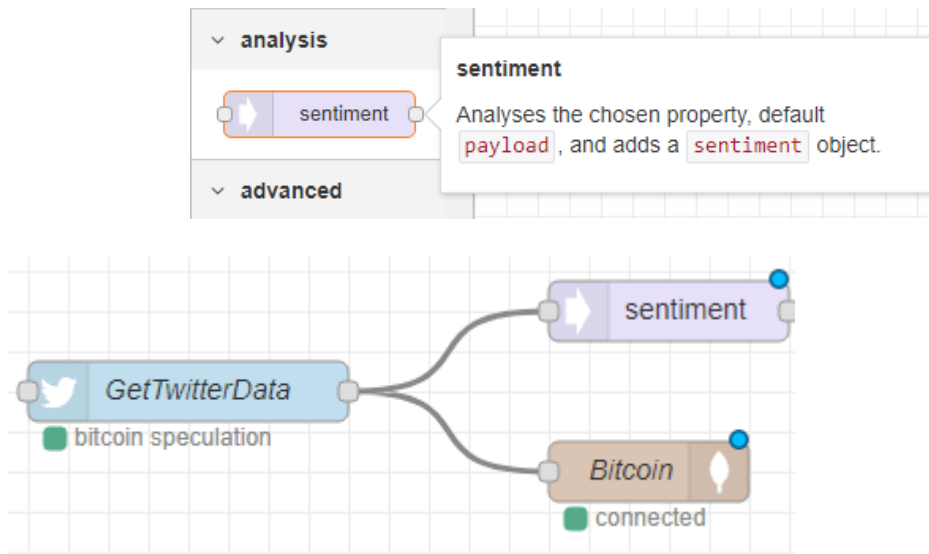 analysis
sentiment
sentiment
Analyses the chosen property, default
payload , and adds a sentiment object.
advanced
sentiment
GetTwitterData
bitcoin speculation
Bitcoin
connected